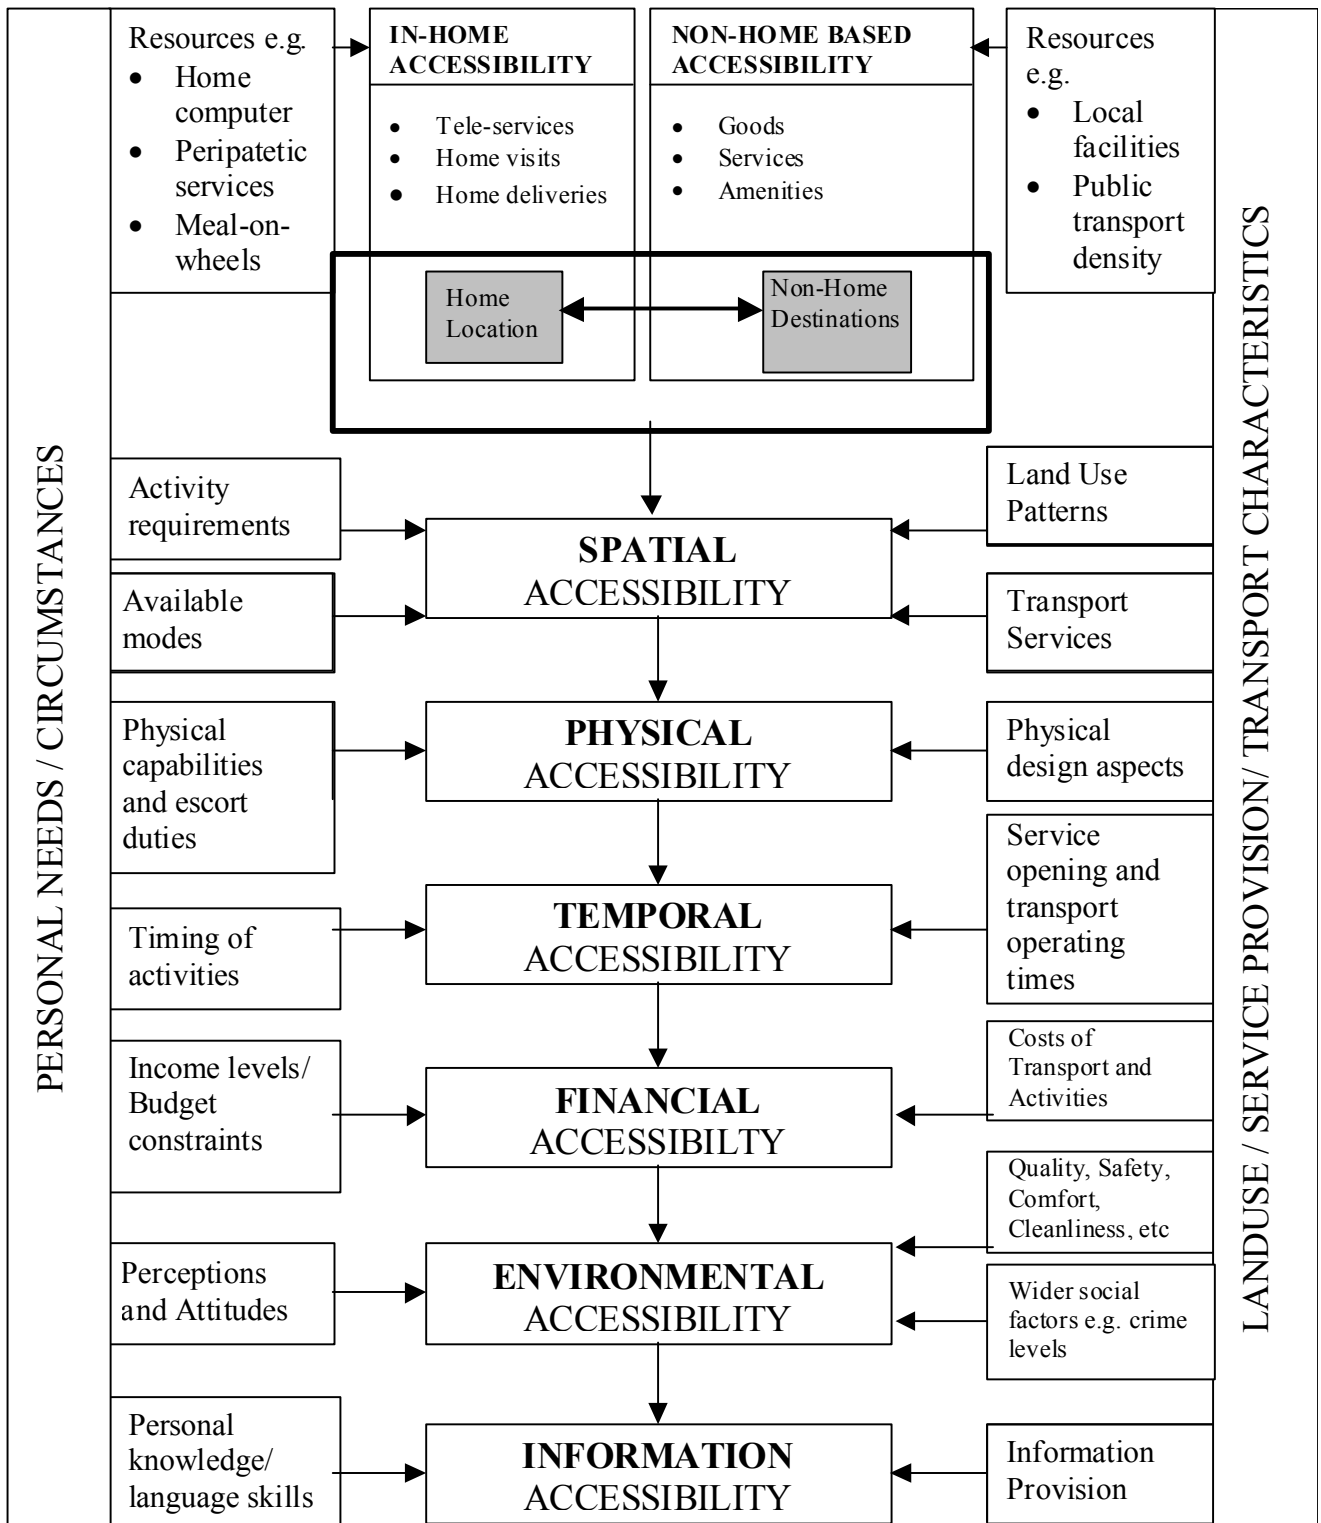 Resources e.g.
• Home
computer
• Peripatetic
services
• Meal-on-
wheels
IN-HOME
ACCESSIBILITY
• Tele-services
• Home visits
• Home deliveries
NON-HOME BASED
ACCESSIBILITY
• Goods
• Services
• Amenities
Resources
e.g.
• Local
facilities
• Public
transport
density
Home
Location
Non-Home
Destinations
PERSONAL NEEDS / CIRCUMSTANCES
LANDUSE / SERVICE PROVISION/ TRANSPORT CHARACTERISTICS
Activity
requirements
Land Use
Patterns
SPATIAL
ACCESSIBILITY
Available
modes
Transport
Services
Physical
capabilities
and escort
duties
PHYSICAL
ACCESSIBILITY
Physical
design aspects
Timing of
activities
TEMPORAL
ACCESSIBILITY
Service
opening and
transport
operating
times
Income levels/
Budget
constraints
FINANCIAL
ACCESSIBILTY
Costs of
Transport and
Activities
Perceptions
and Attitudes
ENVIRONMENTAL
ACCESSIBILITY
Quality, Safety,
Comfort,
Cleanliness, etc
Wider social
factors e.g. crime
levels
Personal
knowledge/
language skills
INFORMATION
ACCESSIBILITY
Information
Provision